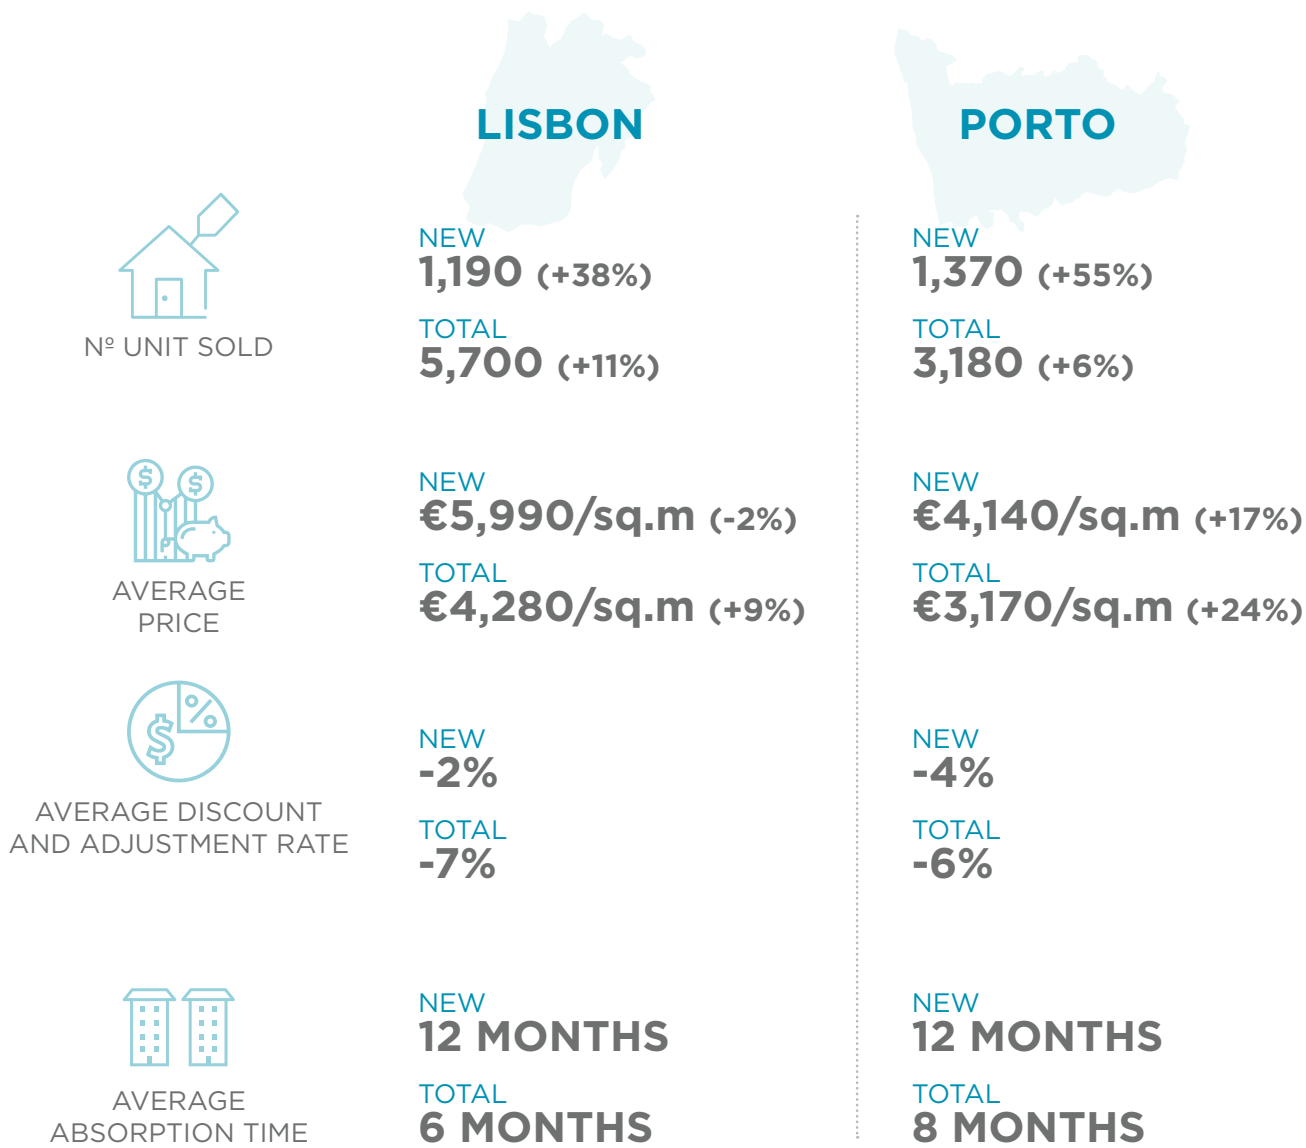 LISBON
PORTO
Nº UNIT SOLD
NEW
1,190 (+38%)
TOTAL
5,700 (+11%)
NEW
1,370 (+55%)
TOTAL
3,180 (+6%)
AVERAGE
PRICE
NEW
€5,990/sq.m (-2%)
TOTAL
€4,280/sq.m (+9%)
NEW
€4,140/sq.m (+17%)
TOTAL
€3,170/sq.m (+24%)
AVERAGE DISCOUNT
AND ADJUSTMENT RATE
NEW
-2%
TOTAL
-7%
NEW
-4%
TOTAL
-6%
AVERAGE
ABSORPTION TIME
NEW
12 MONTHS
TOTAL
6 MONTHS
NEW
12 MONTHS
TOTAL
8 MONTHS